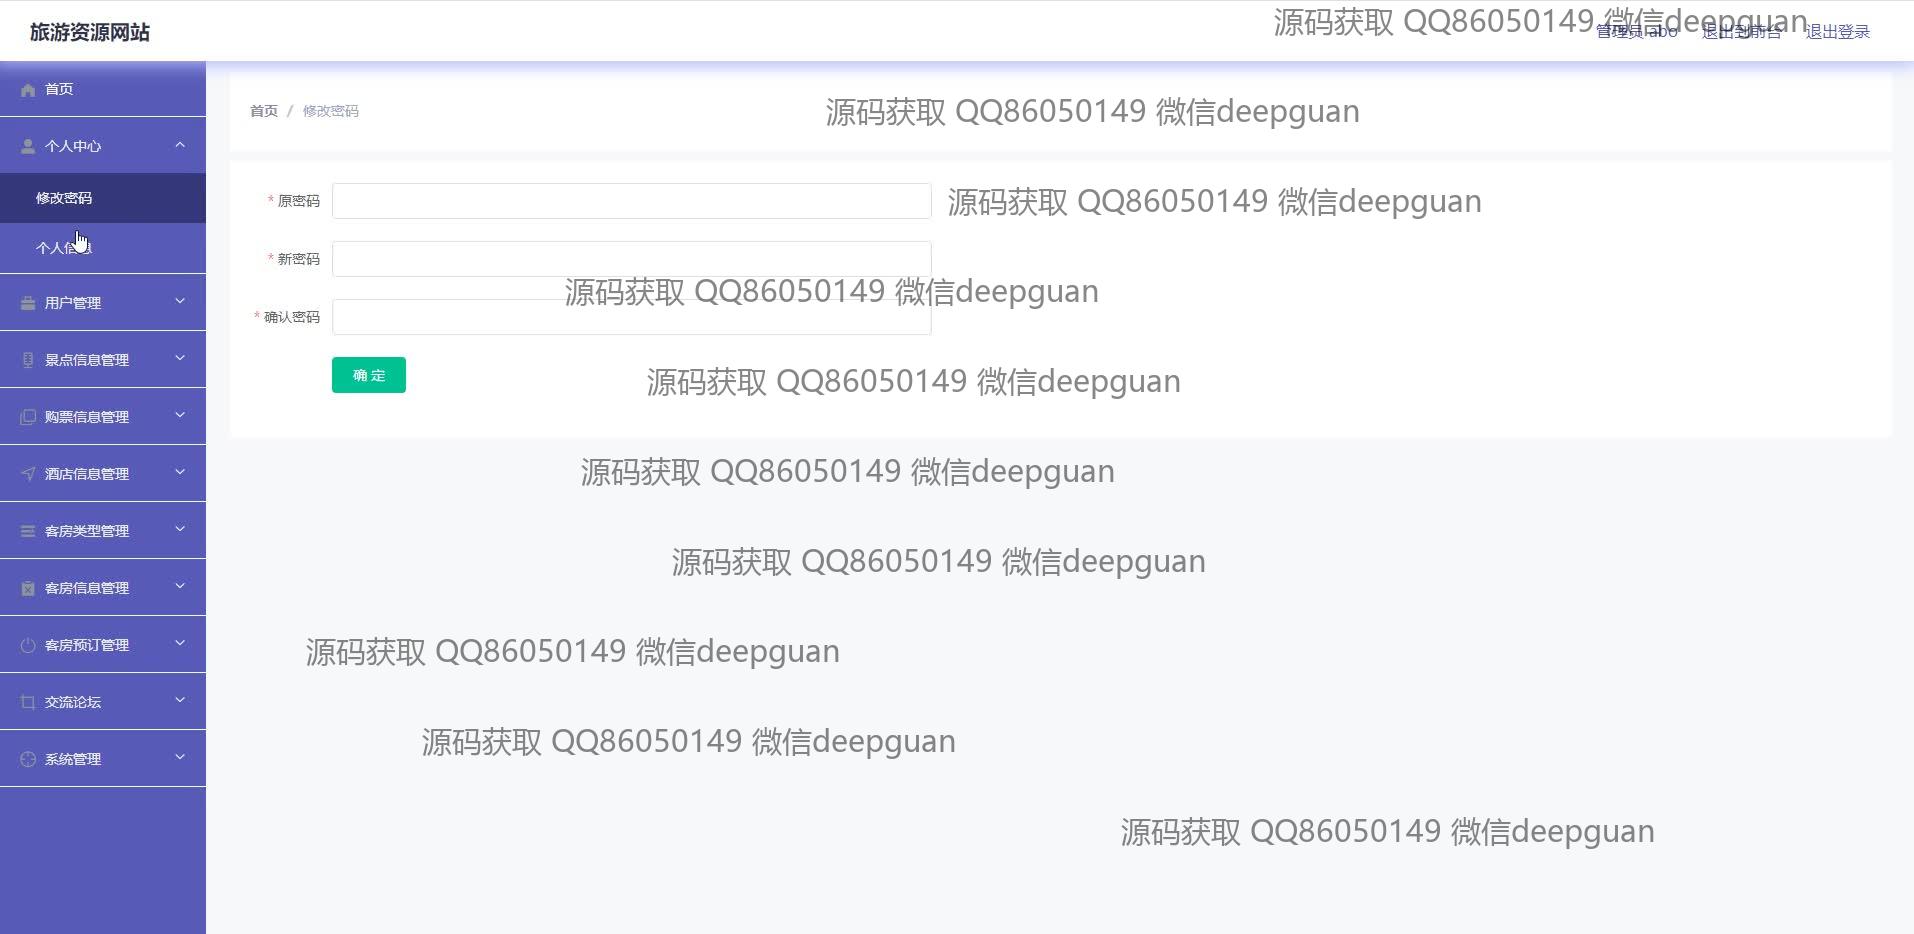 旅游资源网站
源码获取 QQ86050149 微信deepguan
管理员 abo 退出到前台 退出登录
首页
个人中心
修改密码
个人信息
用户管理
景点信息管理
购票信息管理
酒店信息管理
客房类型管理
客房信息管理
客房预订管理
交流论坛
系统管理
首页 / 修改密码
源码获取 QQ86050149 微信deepguan
* 原密码
源码获取 QQ86050149 微信deepguan
* 新密码
源码获取 QQ86050149 微信deepguan
* 确认密码
确 定
源码获取 QQ86050149 微信deepguan
源码获取 QQ86050149 微信deepguan
源码获取 QQ86050149 微信deepguan
源码获取 QQ86050149 微信deepguan
源码获取 QQ86050149 微信deepguan
源码获取 QQ86050149 微信deepguan